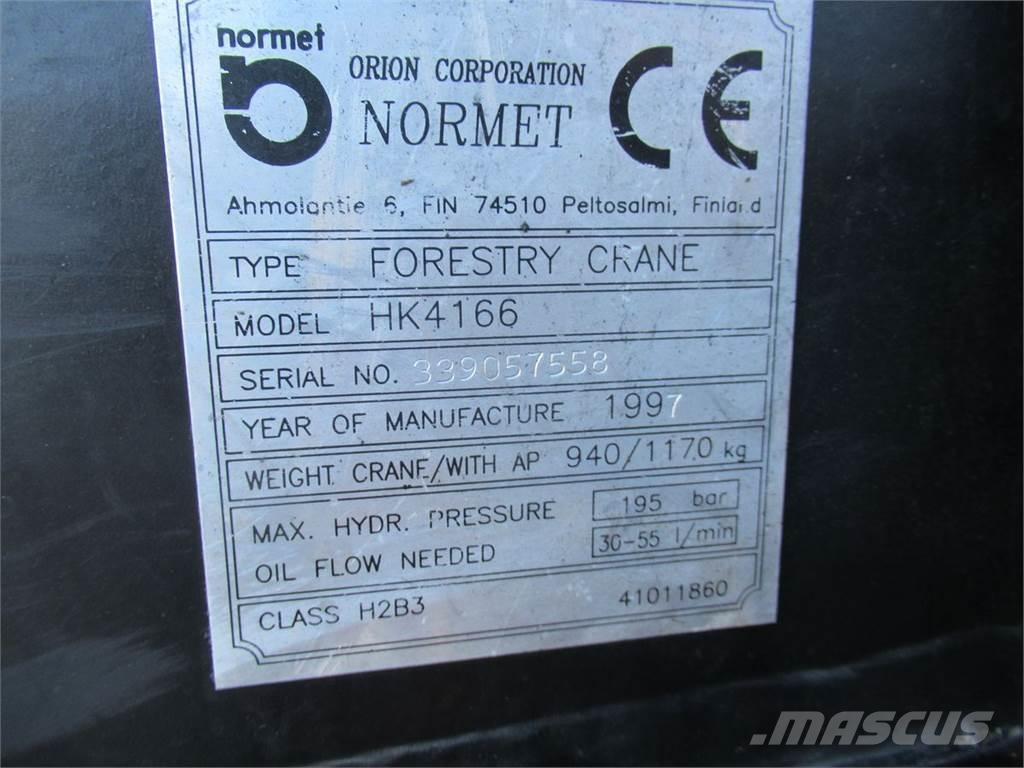 normet
ORION CORPORATION
NORMET
CE
Ahmolantie 6, FIN 74510 Peltosalmi, Finland
TYPE FORESTRY CRANE
MODEL HK4166
SERIAL NO. 339057558
YEAR OF MANUFACTURE 1997
WEIGHT CRANE/WITH AP 940/1170 kg
MAX. HYDR. PRESSURE 195 bar
OIL FLOW NEEDED 30-55 l/min
CLASS H2B3 41011860
MASCUS